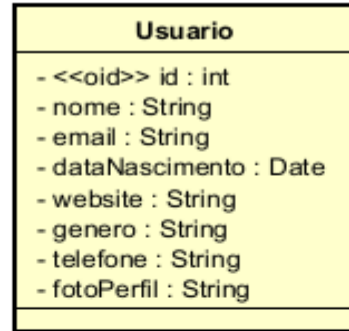 Usuario
- <<oid>> id : int
- nome : String
- email : String
- dataNascimento : Date
- website : String
- genero : String
- telefone : String
- fotoPerfil : String